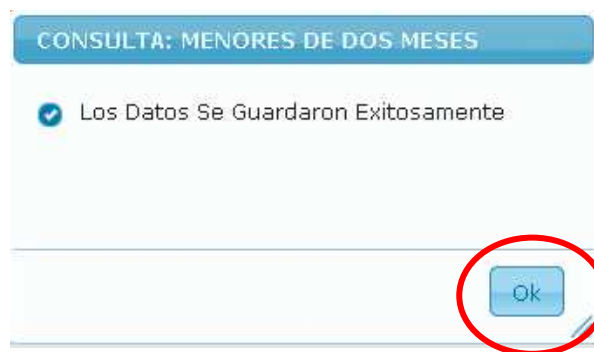 CONSULTA: MENORES DE DOS MESES
Los Datos Se Guardaron Exitosamente
Ok